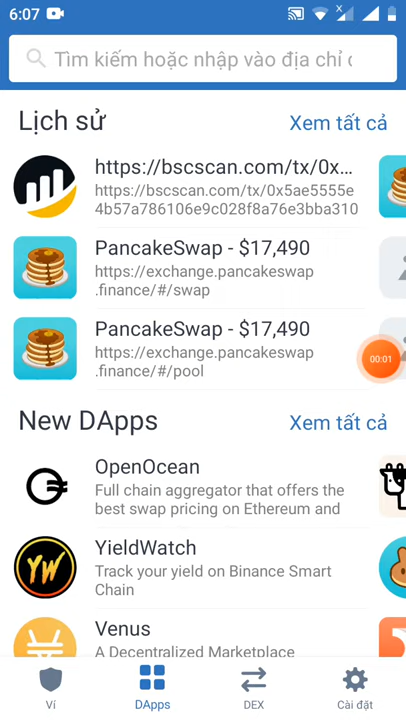 6:07
Tìm kiếm hoặc nhập vào địa chỉ
Lịch sử
Xem tất cả
https://bscscan.com/tx/0x...
https://bscscan.com/tx/0x5ae5555e
4b57a786106e9c028f8a76e3bba310
PancakeSwap - $17,490
https://exchange.pancakeswap
.finance/#/swap
PancakeSwap - $17,490
https://exchange.pancakeswap
.finance/#/pool
00:01
New DApps
Xem tất cả
OpenOcean
Full chain aggregator that offers the
best swap pricing on Ethereum and
YieldWatch
Track your yield on Binance Smart
Chain
YW
Venus
A Decentralized Marketplace
Ví
DApps
DEX
Cài đặt